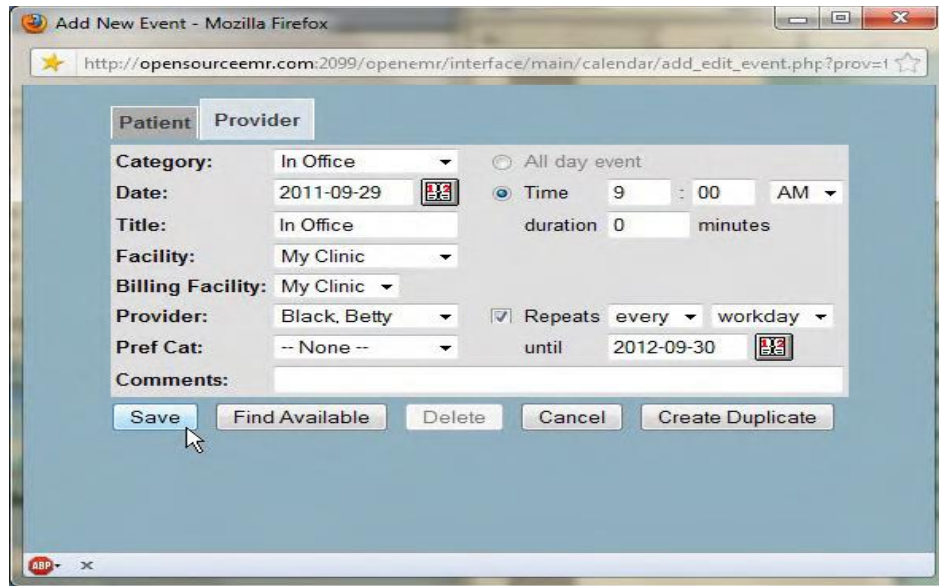 Add New Event - Mozilla Firefox
http://opensourceemr.com:2099/openemr/interface/main/calendar/add_edit_event.php?prov=1
Patient Provider
Category: In Office All day event
Date: 2011-09-29 Time 9 : 00 AM
Title: In Office duration 0 minutes
Facility: My Clinic
Billing Facility: My Clinic
Provider: Black, Betty Repeats every workday
Pref Cat: -- None -- until 2012-09-30
Comments:
Save Find Available Delete Cancel Create Duplicate
ABP